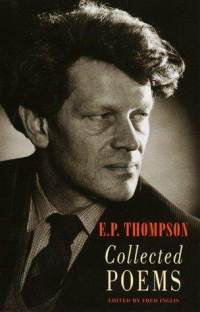 E.P. THOMPSON
Collected
POEMS
EDITED BY FRED INGLIS